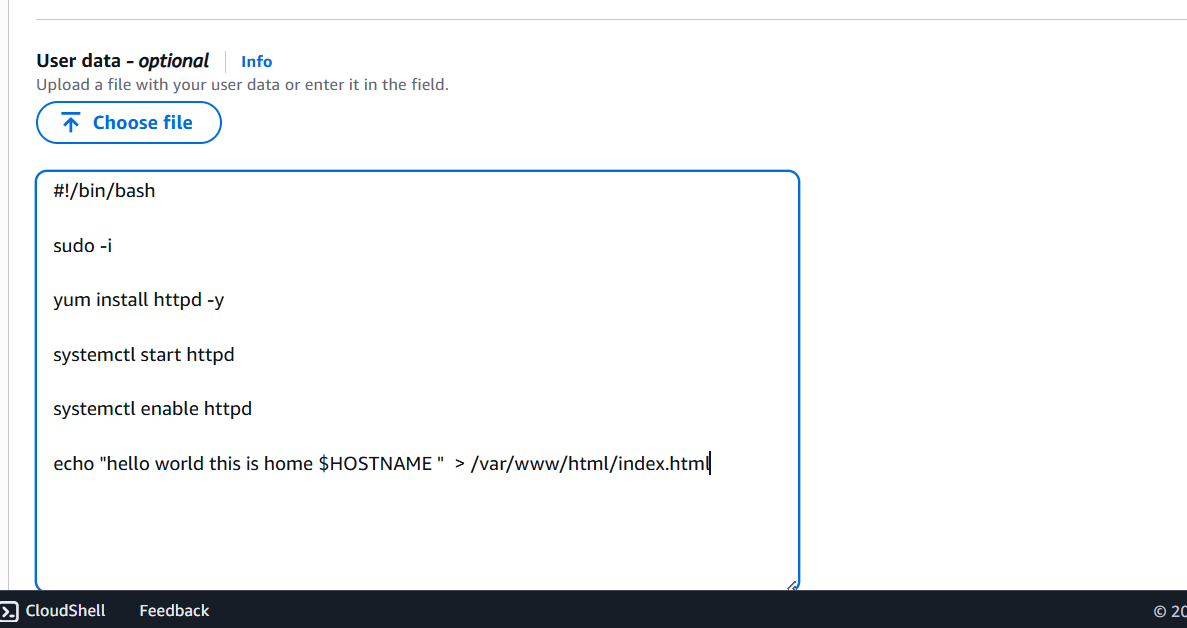 User data - optional Info
Upload a file with your user data or enter it in the field.
Choose file
#!/bin/bash
sudo -i
yum install httpd -y
systemctl start httpd
systemctl enable httpd
echo "hello world this is home $HOSTNAME "  > /var/www/html/index.html
CloudShell Feedback © 20